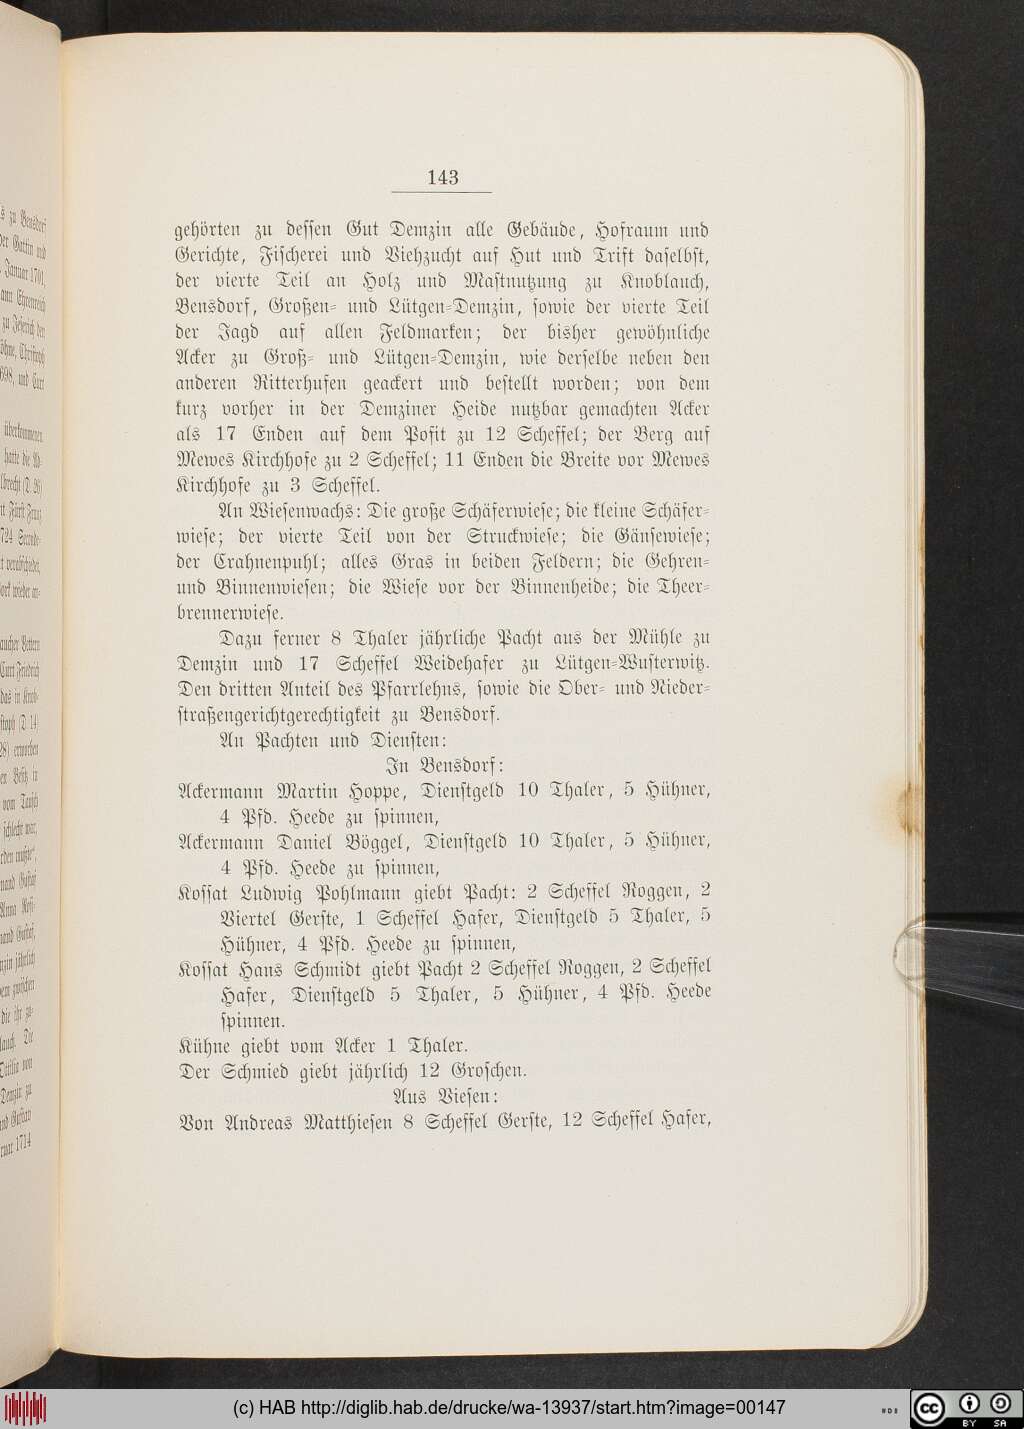 143
gehörten zu deſſen Gut Demzin alle Gebäude, Hofraum und
Gerichte, Fiſcherei und Viehzucht auf Hut und Trift daſelbſt,
der vierte Teil an Holz und Maſtnutzung zu Knoblauch,
Bensdorf, Großen- und Lütgen-Demzin, ſowie der vierte Teil
der Jagd auf allen Feldmarken; der bisher gewöhnliche
Acker zu Groß- und Lütgen-Demzin, wie derſelbe neben den
anderen Ritterhufen geackert und beſtellt worden; von dem
kurz vorher in der Demziner Heide nutzbar gemachten Acker
als 17 Enden auf dem Poſit zu 12 Scheffel; der Berg auf
Mewes Kirchhofe zu 2 Scheffel; 11 Enden die Breite vor Mewes
Kirchhofe zu 3 Scheffel.
An Wieſenwachs: Die große Schäferwieſe; die kleine Schäfer-
wieſe; der vierte Teil von der Struckwieſe; die Gänſewieſe;
der Crahnenpuhl; alles Gras in beiden Feldern; die Gehren-
und Binnenwieſen; die Wieſe vor der Binnenheide; die Theer-
brennerwieſe.
Dazu ferner 8 Thaler jährliche Pacht aus der Mühle zu
Demzin und 17 Scheffel Weidehafer zu Lütgen-Wuſterwitz.
Den dritten Anteil des Pfarrlehns, ſowie die Ober- und Nieder-
ſtraßengerichtgerechtigkeit zu Bensdorf.
An Pachten und Dienſten:
In Bensdorf:
Ackermann Martin Hoppe, Dienſtgeld 10 Thaler, 5 Hühner,
4 Pfd. Heede zu ſpinnen,
Ackermann Daniel Böggel, Dienſtgeld 10 Thaler, 5 Hühner,
4 Pfd. Heede zu ſpinnen,
Koſſat Ludwig Pohlmann giebt Pacht: 2 Scheffel Roggen, 2
Viertel Gerſte, 1 Scheffel Hafer, Dienſtgeld 5 Thaler, 5
Hühner, 4 Pfd. Heede zu ſpinnen,
Koſſat Hans Schmidt giebt Pacht 2 Scheffel Roggen, 2 Scheffel
Hafer, Dienſtgeld 5 Thaler, 5 Hühner, 4 Pfd. Heede
ſpinnen.
Kühne giebt vom Acker 1 Thaler.
Der Schmied giebt jährlich 12 Groſchen.
Aus Vieſen:
Von Andreas Matthieſen 8 Scheffel Gerſte, 12 Scheffel Hafer,
(c) HAB http://diglib.hab.de/drucke/wa-13937/start.htm?image=00147
cc BY SA